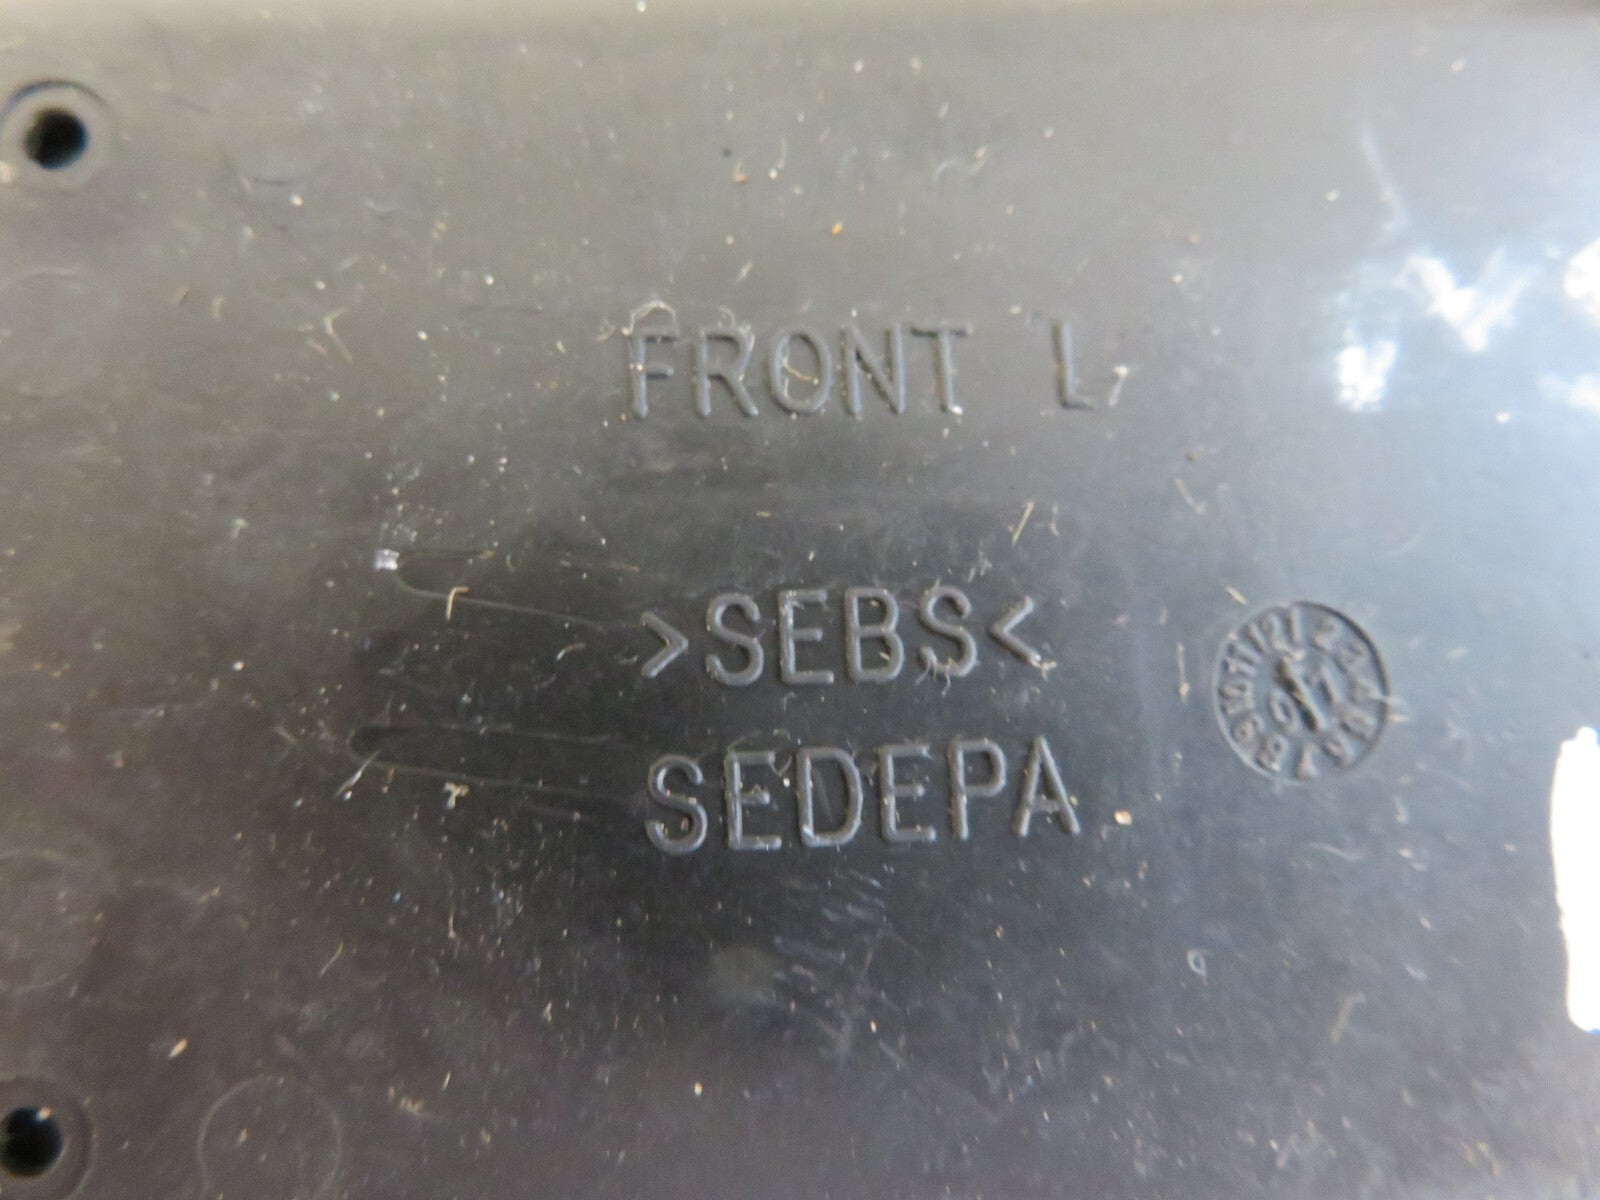 FRONT L
>SEBS<
SEDEPA